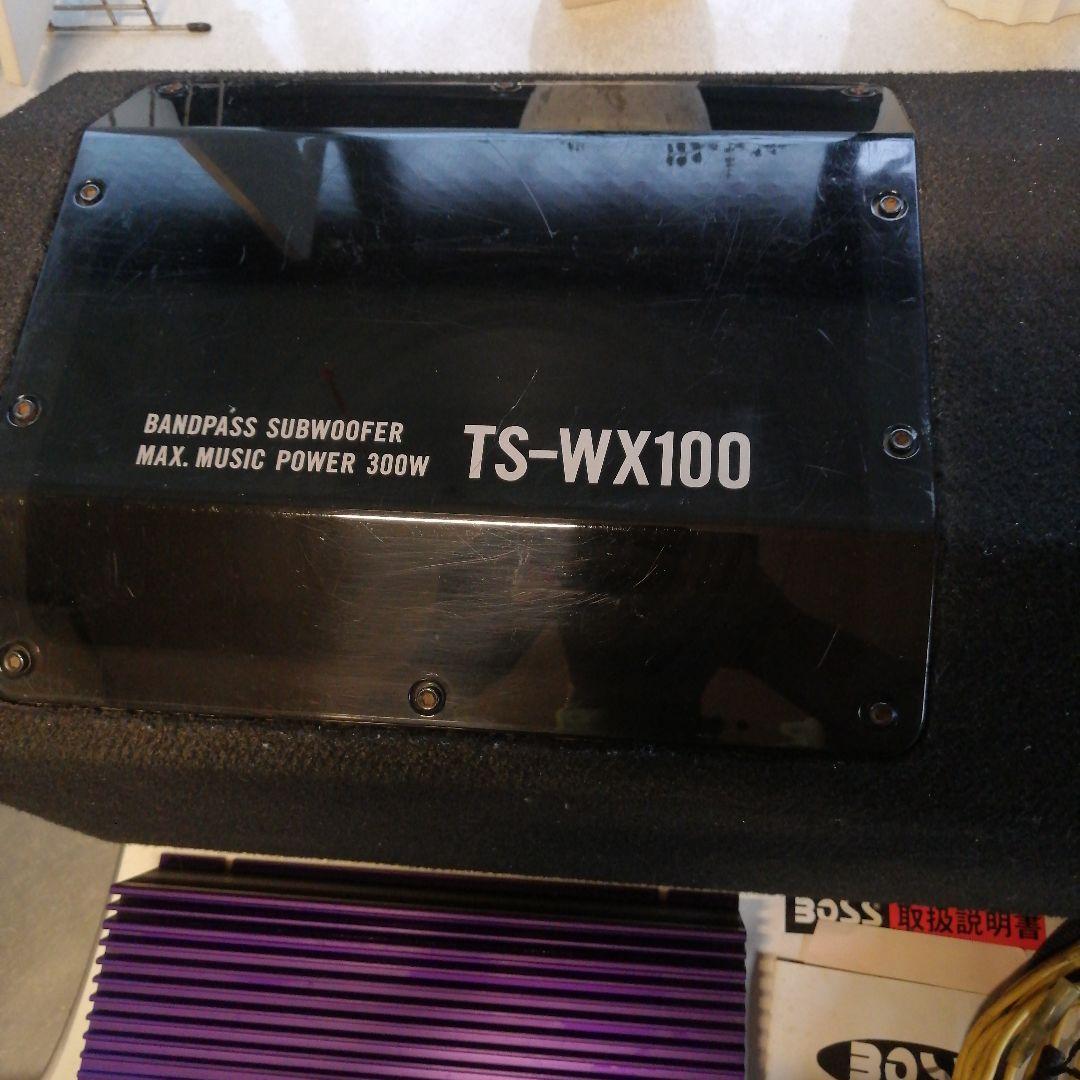 BANDPASS SUBWOOFER
MAX. MUSIC POWER 300W
TS-WX100
BOSS 取扱説明書